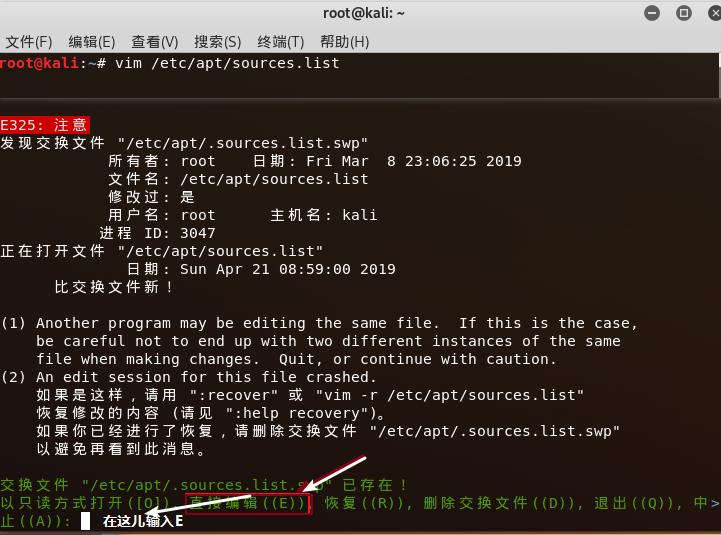 root@kali: ~
文件(F) 编辑(E) 查看(V) 搜索(S) 终端(T) 帮助(H)
root@kali:~# vim /etc/apt/sources.list
E325: 注意
发现交换文件 "/etc/apt/.sources.list.swp"
所有者: root 日期: Fri Mar 8 23:06:25 2019
文件名: /etc/apt/sources.list
修改过: 是
用户名: root 主机名: kali
进程 ID: 3047
正在打开文件 "/etc/apt/sources.list"
日期: Sun Apr 21 08:59:00 2019
比交换文件新！
(1) Another program may be editing the same file. If this is the case,
be careful not to end up with two different instances of the same
file when making changes. Quit, or continue with caution.
(2) An edit session for this file crashed.
如果是这样，请用 ":recover" 或 "vim -r /etc/apt/sources.list"
恢复修改的内容 (请见 ":help recovery")。
如果你已经进行了恢复，请删除交换文件 "/etc/apt/.sources.list.swp"
以避免再看到此消息。
交换文件 "/etc/apt/.sources.list.swp" 已存在！
以只读方式打开([O]), 直接编辑((E)), 恢复((R)), 删除交换文件((D)), 退出((Q)), 中>
止((A)): 在这儿输入E